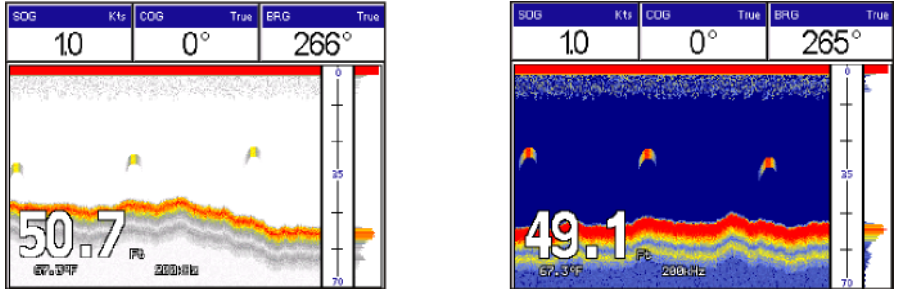 SOG Kts COG True BRG True
1.0 0° 266°
0
35
50.7 Ft
67.3°F 200kHz
70
SOG Kts COG True BRG True
1.0 0° 265°
0
35
49.1 Ft
67.3°F 200kHz
70